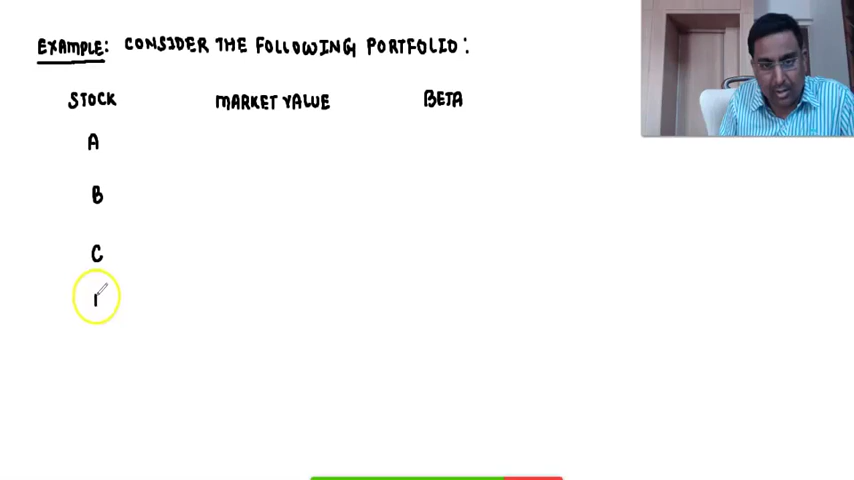 EXAMPLE: CONSIDER THE FOLLOWING PORTFOLIO:
STOCK MARKET VALUE BETA
A
B
C